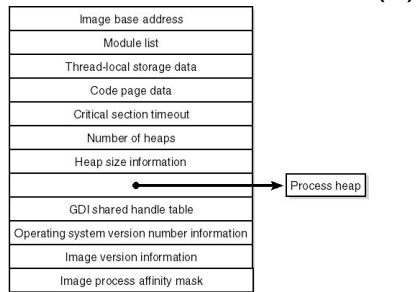 Image base address
Module list
Thread-local storage data
Code page data
Critical section timeout
Number of heaps
Heap size information
Process heap
GDI shared handle table
Operating system version number information
Image version information
Image process affinity mask